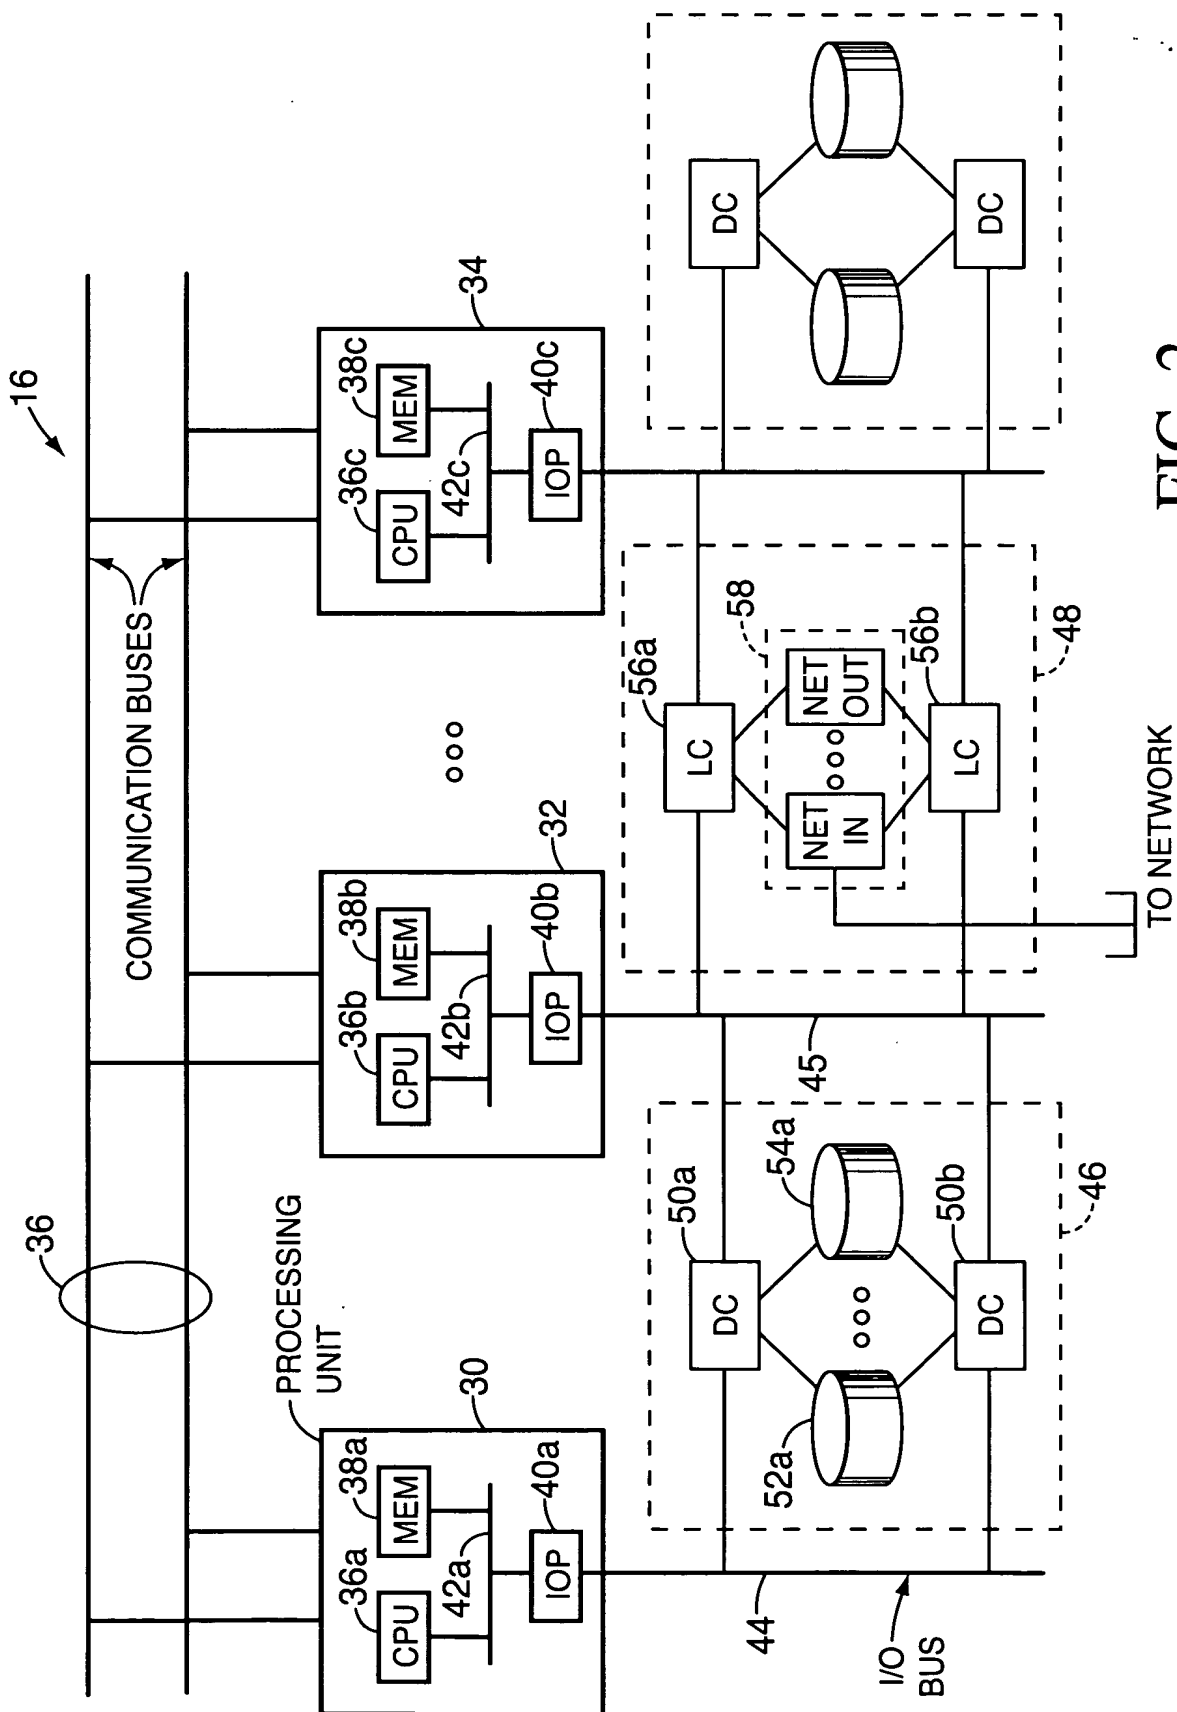 16
36
COMMUNICATION BUSES
PROCESSING
UNIT
30
36a
CPU
38a
MEM
42a
40a
IOP
32
36b
CPU
38b
MEM
42b
40b
IOP
34
36c
CPU
38c
MEM
42c
40c
IOP
44
I/O
BUS
50a
DC
52a
54a
50b
DC
46
45
56a
LC
58
NET
IN
NET
OUT
56b
LC
48
TO NETWORK
DC
DC